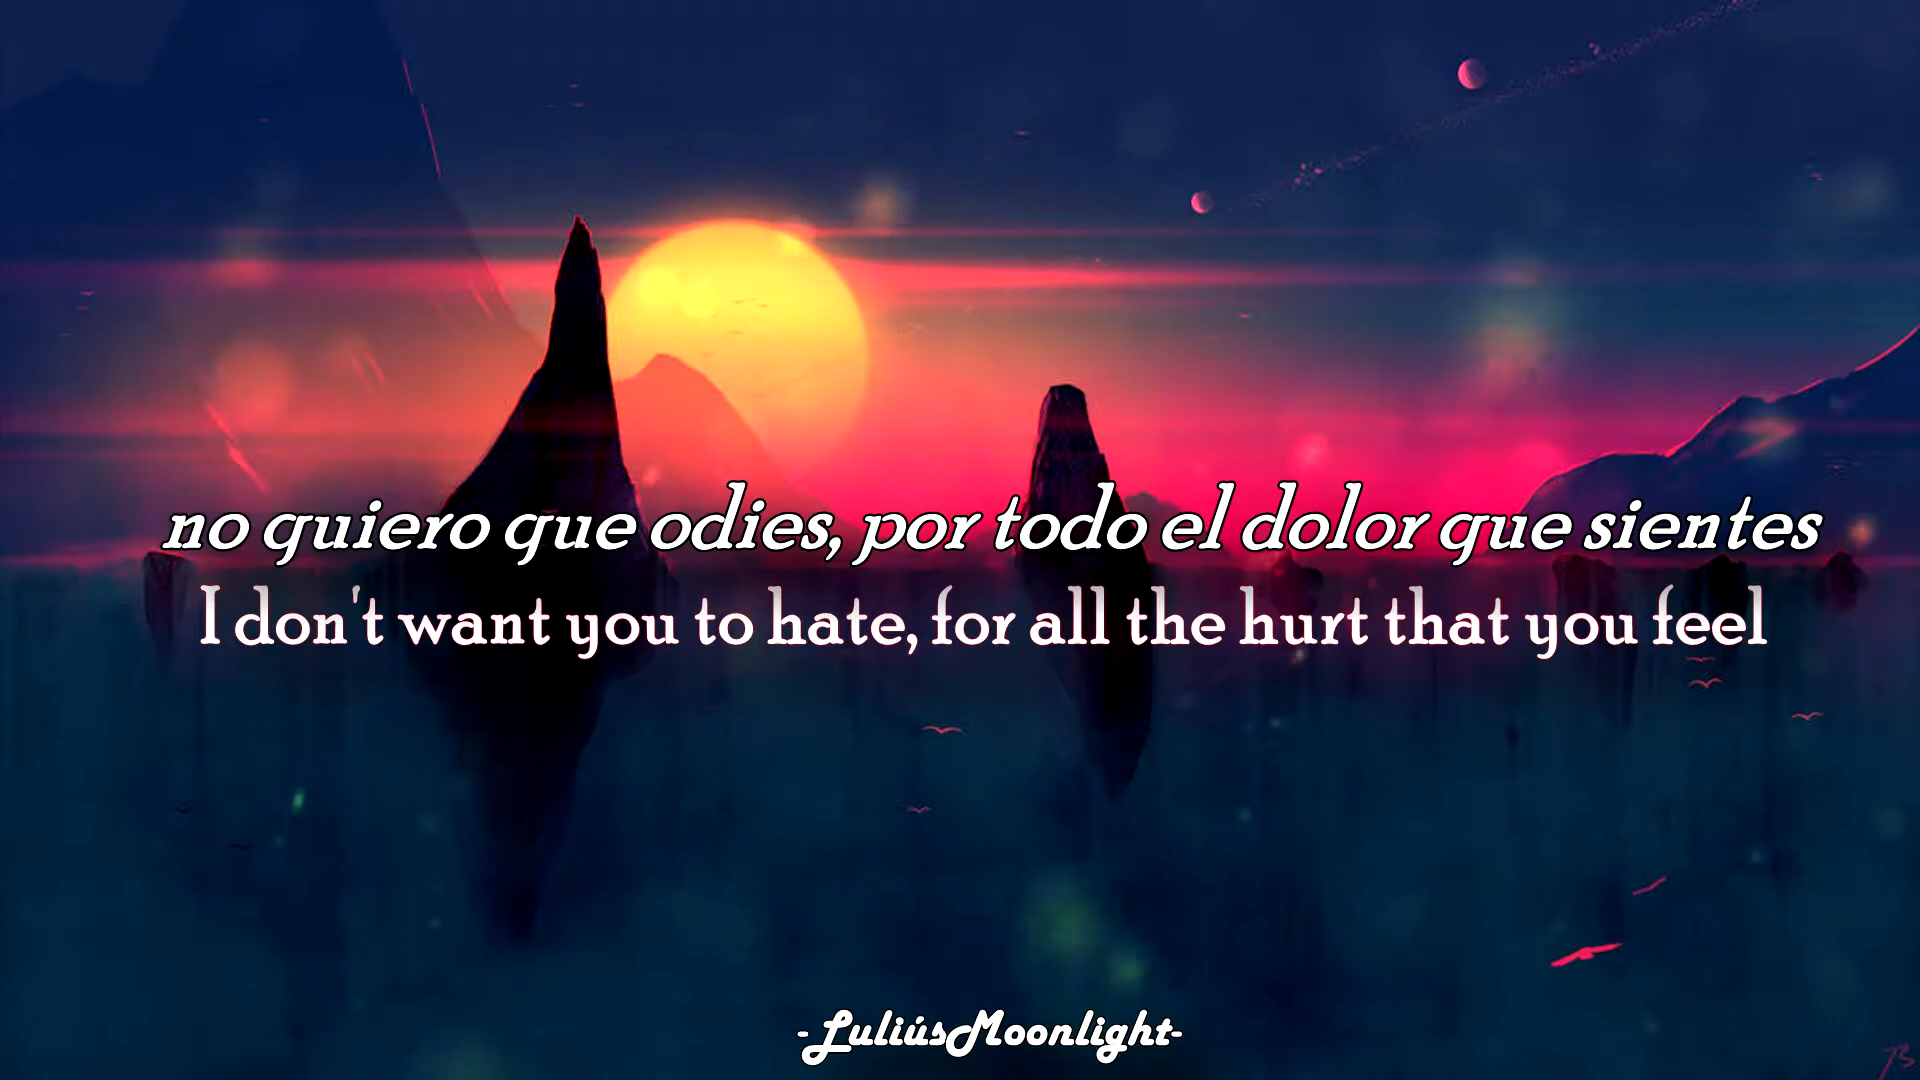 no quiero que odies, por todo el dolor que sientes
I don't want you to hate, for all the hurt that you feel
-LuliúsMoonlight-